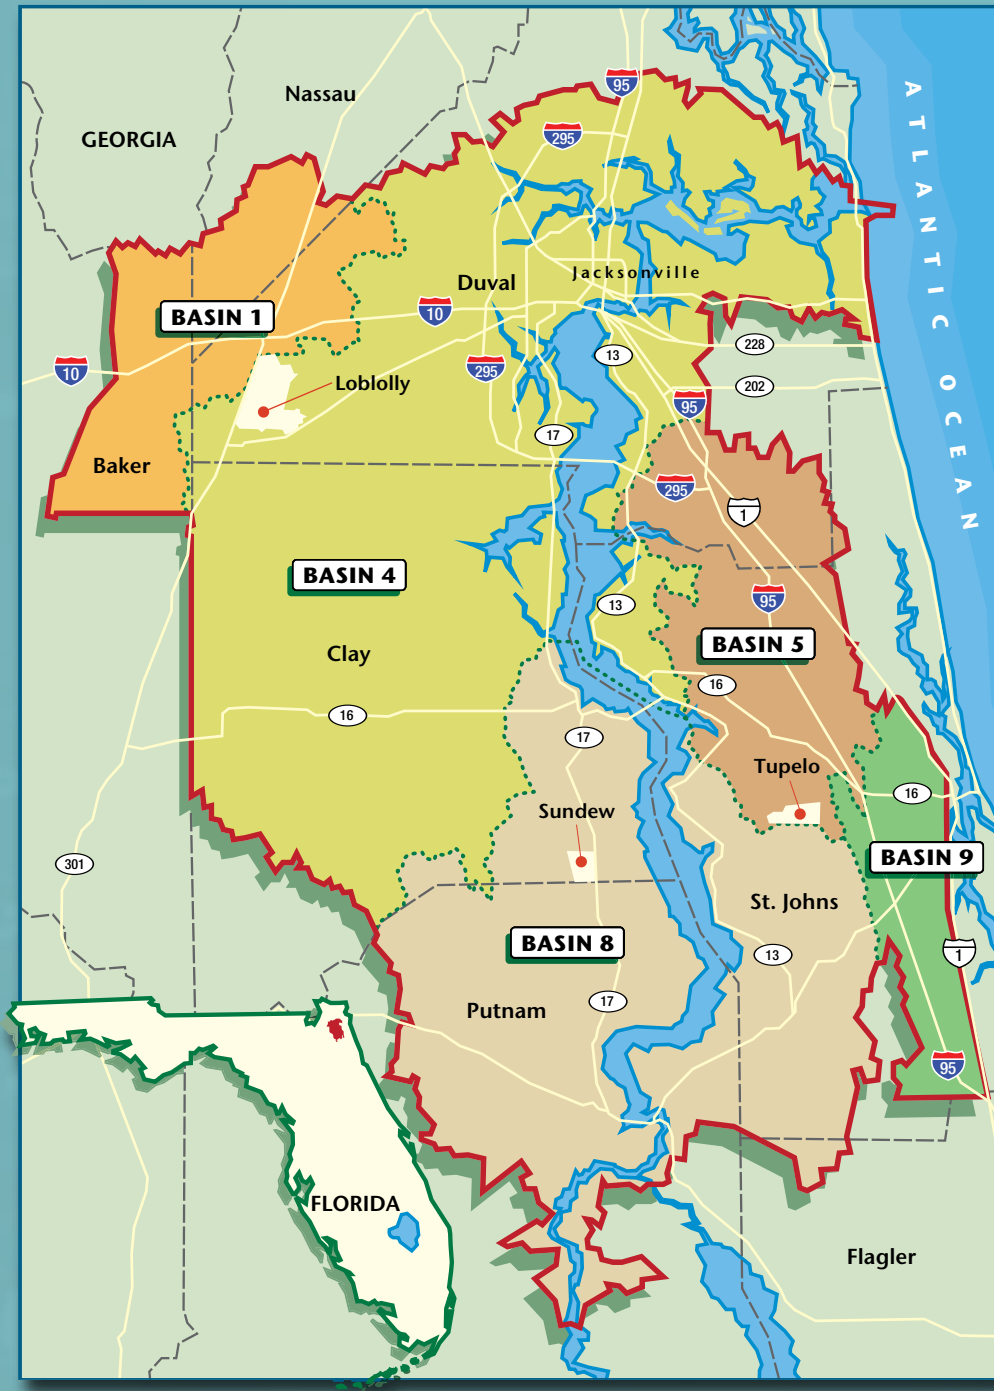 Nassau
GEORGIA
95
295
ATLANTIC OCEAN
Duval
Jacksonville
BASIN 1
10
10
13
228
295
Loblolly
202
95
17
Baker
295
1
BASIN 4
95
13
Clay
BASIN 5
16
16
17
Tupelo
16
Sundew
301
BASIN 9
St. Johns
BASIN 8
13
1
17
Putnam
95
FLORIDA
Flagler